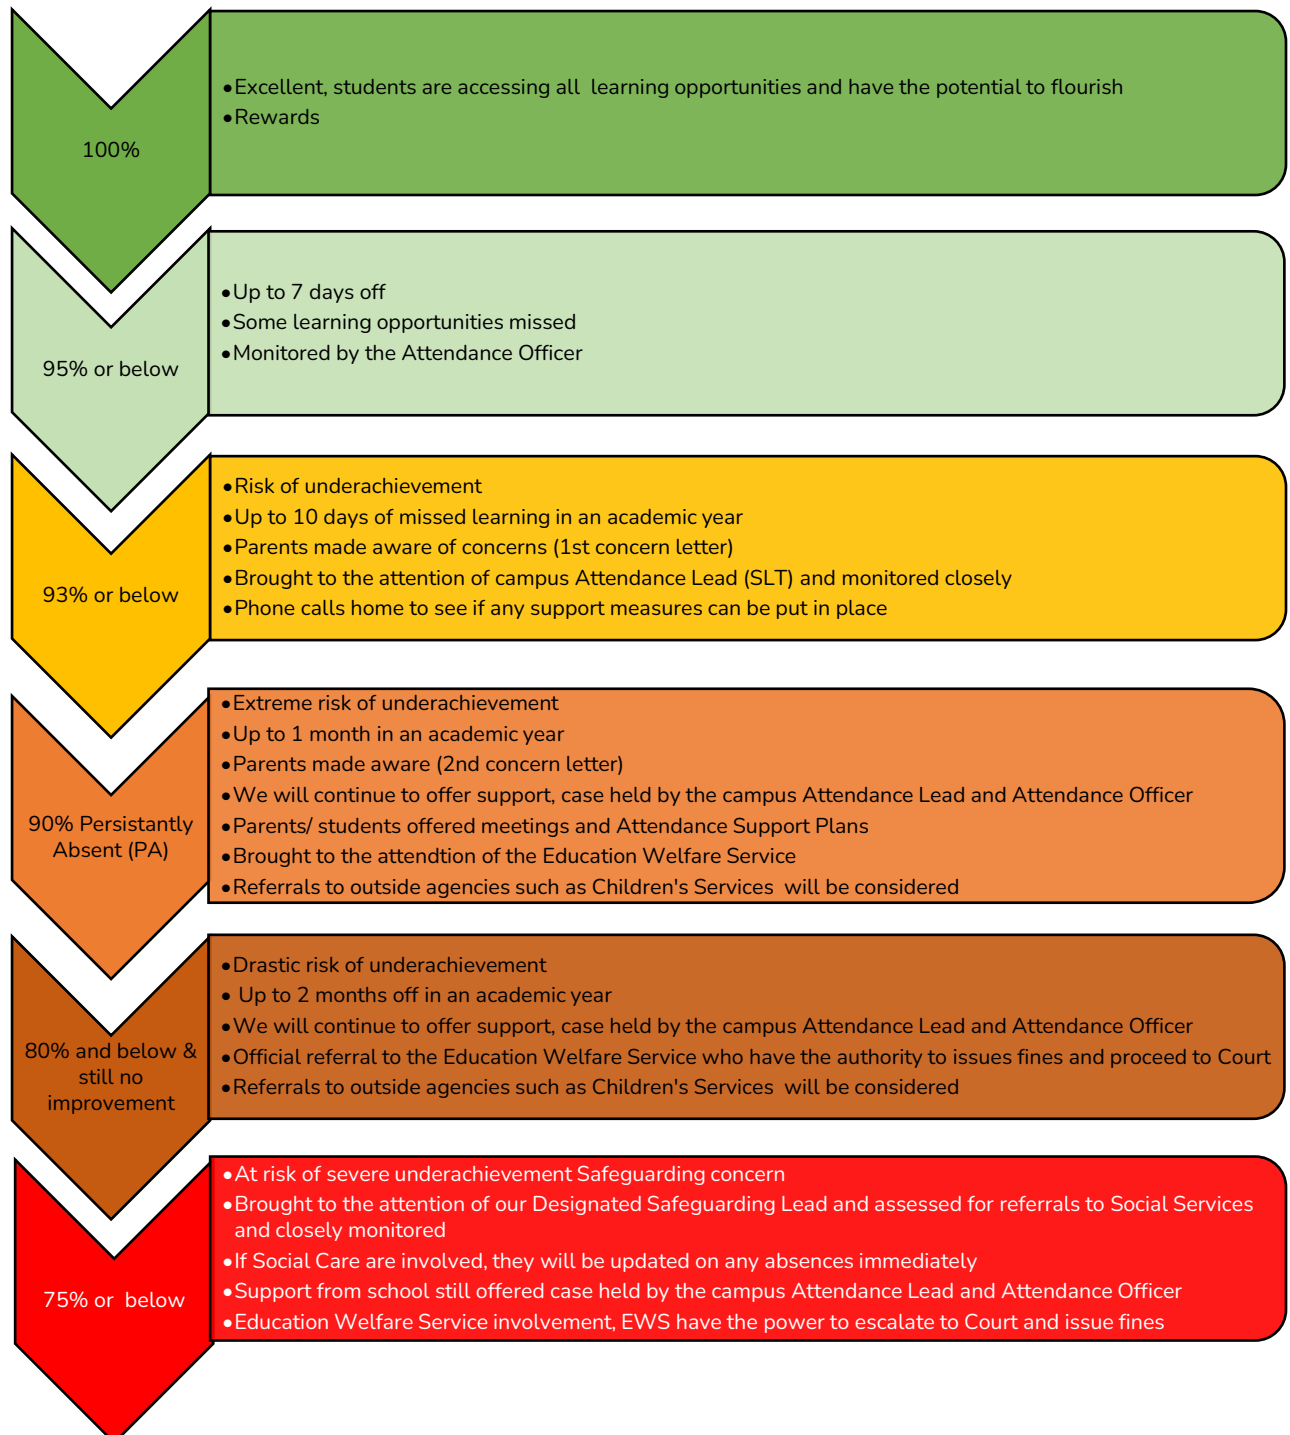 100%
•Excellent, students are accessing all  learning opportunities and have the potential to flourish
•Rewards
95% or below
•Up to 7 days off
•Some learning opportunities missed
•Monitored by the Attendance Officer
93% or below
•Risk of underachievement
•Up to 10 days of missed learning in an academic year
•Parents made aware of concerns (1st concern letter)
•Brought to the attention of campus Attendance Lead (SLT) and monitored closely
•Phone calls home to see if any support measures can be put in place
90% Persistantly
Absent (PA)
•Extreme risk of underachievement
•Up to 1 month in an academic year
•Parents made aware (2nd concern letter)
•We will continue to offer support, case held by the campus Attendance Lead and Attendance Officer
•Parents/ students offered meetings and Attendance Support Plans
•Brought to the attendtion of the Education Welfare Service
•Referrals to outside agencies such as Children's Services  will be considered
80% and below &
still no
improvement
•Drastic risk of underachievement
• Up to 2 months off in an academic year
•We will continue to offer support, case held by the campus Attendance Lead and Attendance Officer
•Official referral to the Education Welfare Service who have the authority to issues fines and proceed to Court
•Referrals to outside agencies such as Children's Services  will be considered
75% or  below
•At risk of severe underachievement Safeguarding concern
•Brought to the attention of our Designated Safeguarding Lead and assessed for referrals to Social Services
and closely monitored
•If Social Care are involved, they will be updated on any absences immediately
•Support from school still offered case held by the campus Attendance Lead and Attendance Officer
•Education Welfare Service involvement, EWS have the power to escalate to Court and issue fines